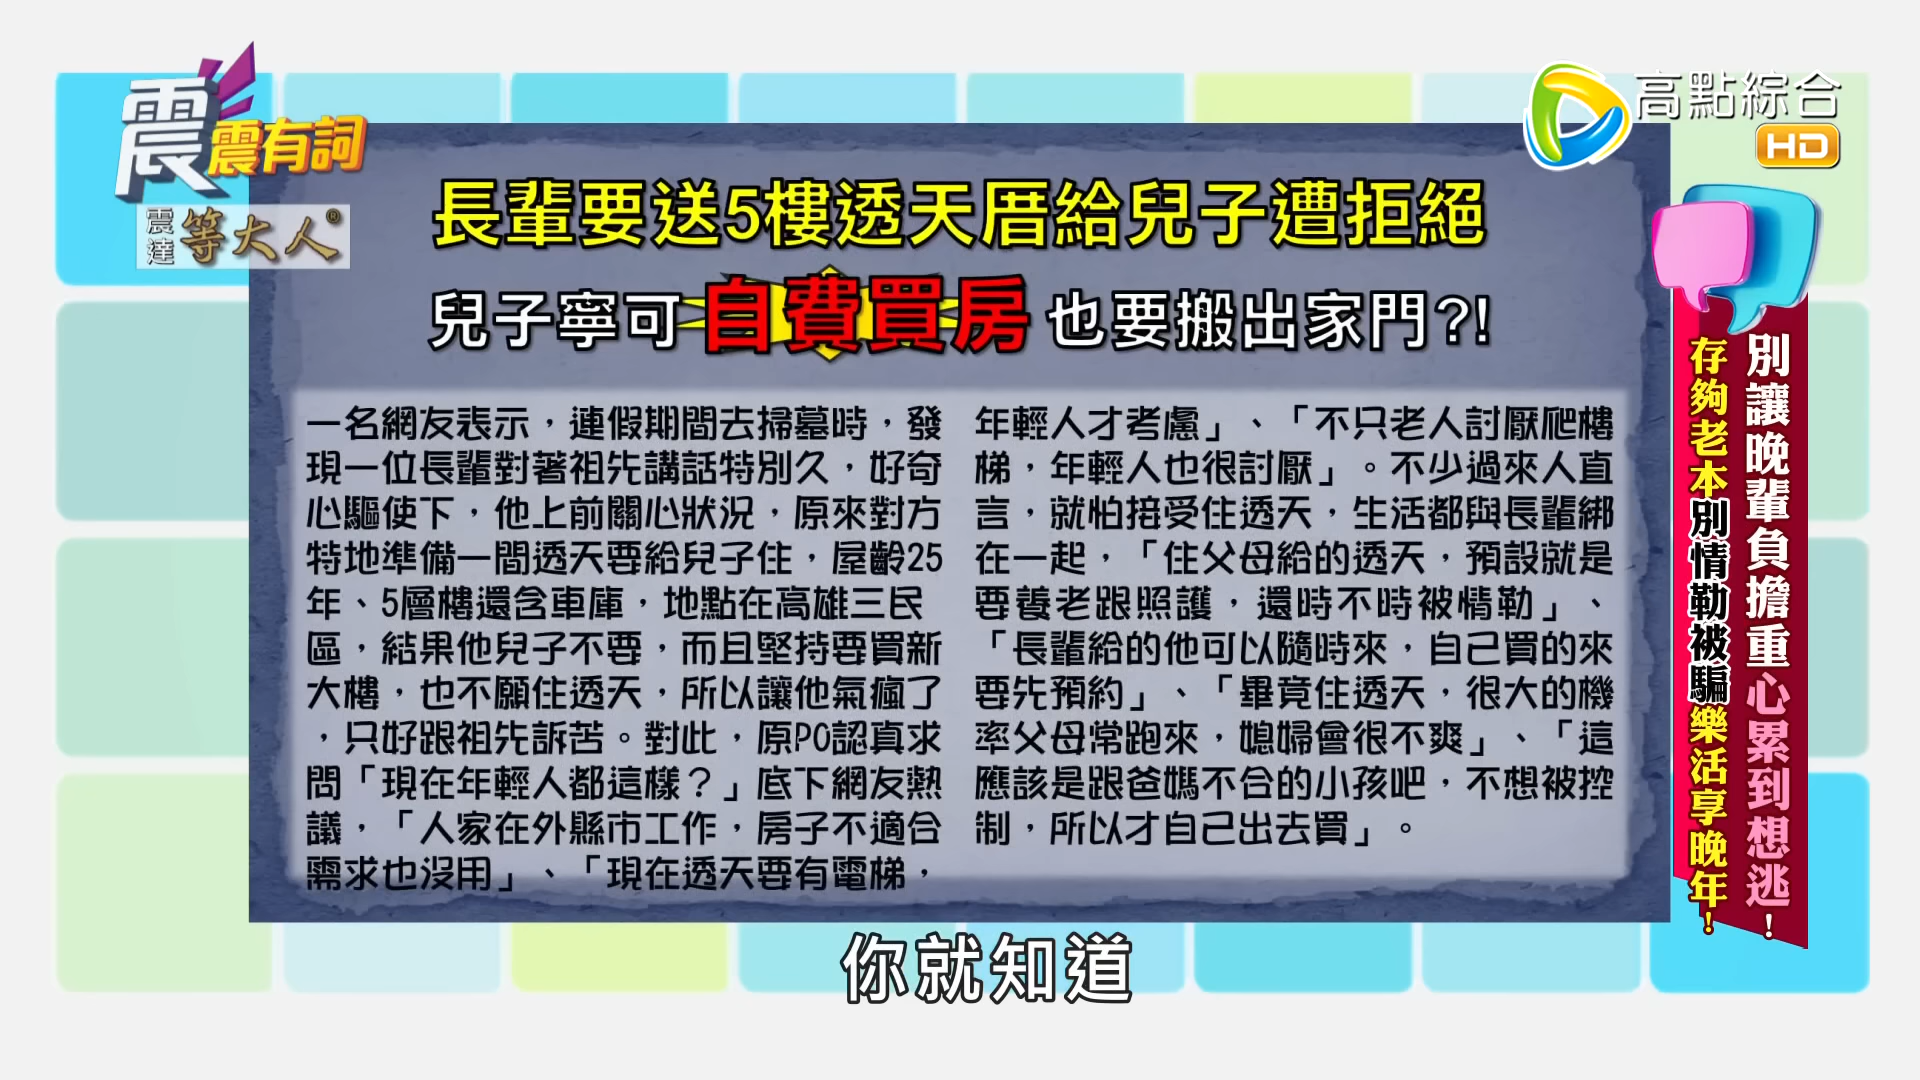 震震有詞
震達 等大人®
高點綜合
HD
長輩要送5樓透天厝給兒子遭拒絕
兒子寧可自費買房也要搬出家門?!
一名網友表示，連假期間去掃墓時，發
現一位長輩對著祖先講話特別久，好奇
心驅使下，他上前關心狀況，原來對方
特地準備一間透天要給兒子住，屋齡25
年、5層樓還含車庫，地點在高雄三民
區，結果他兒子不要，而且堅持要買新
大樓，也不願住透天，所以讓他氣瘋了
，只好跟祖先訴苦。對此，原PO認真求
問「現在年輕人都這樣？」底下網友熱
議，「人家在外縣市工作，房子不適合
需求也沒用」、「現在透天要有電梯，
年輕人才考慮」、「不只老人討厭爬樓
梯，年輕人也很討厭」。不少過來人直
言，就怕接受住透天，生活都與長輩綁
在一起，「住父母給的透天，預設就是
要養老跟照護，還時不時被情勒」、
「長輩給的他可以隨時來，自己買的來
要先預約」、「畢竟住透天，很大的機
率父母常跑來，媳婦會很不爽」、「這
應該是跟爸媽不合的小孩吧，不想被控
制，所以才自己出去買」。
別讓晚輩負擔重心累到想逃！
存夠老本別情勒被騙樂活享晚年！
你就知道